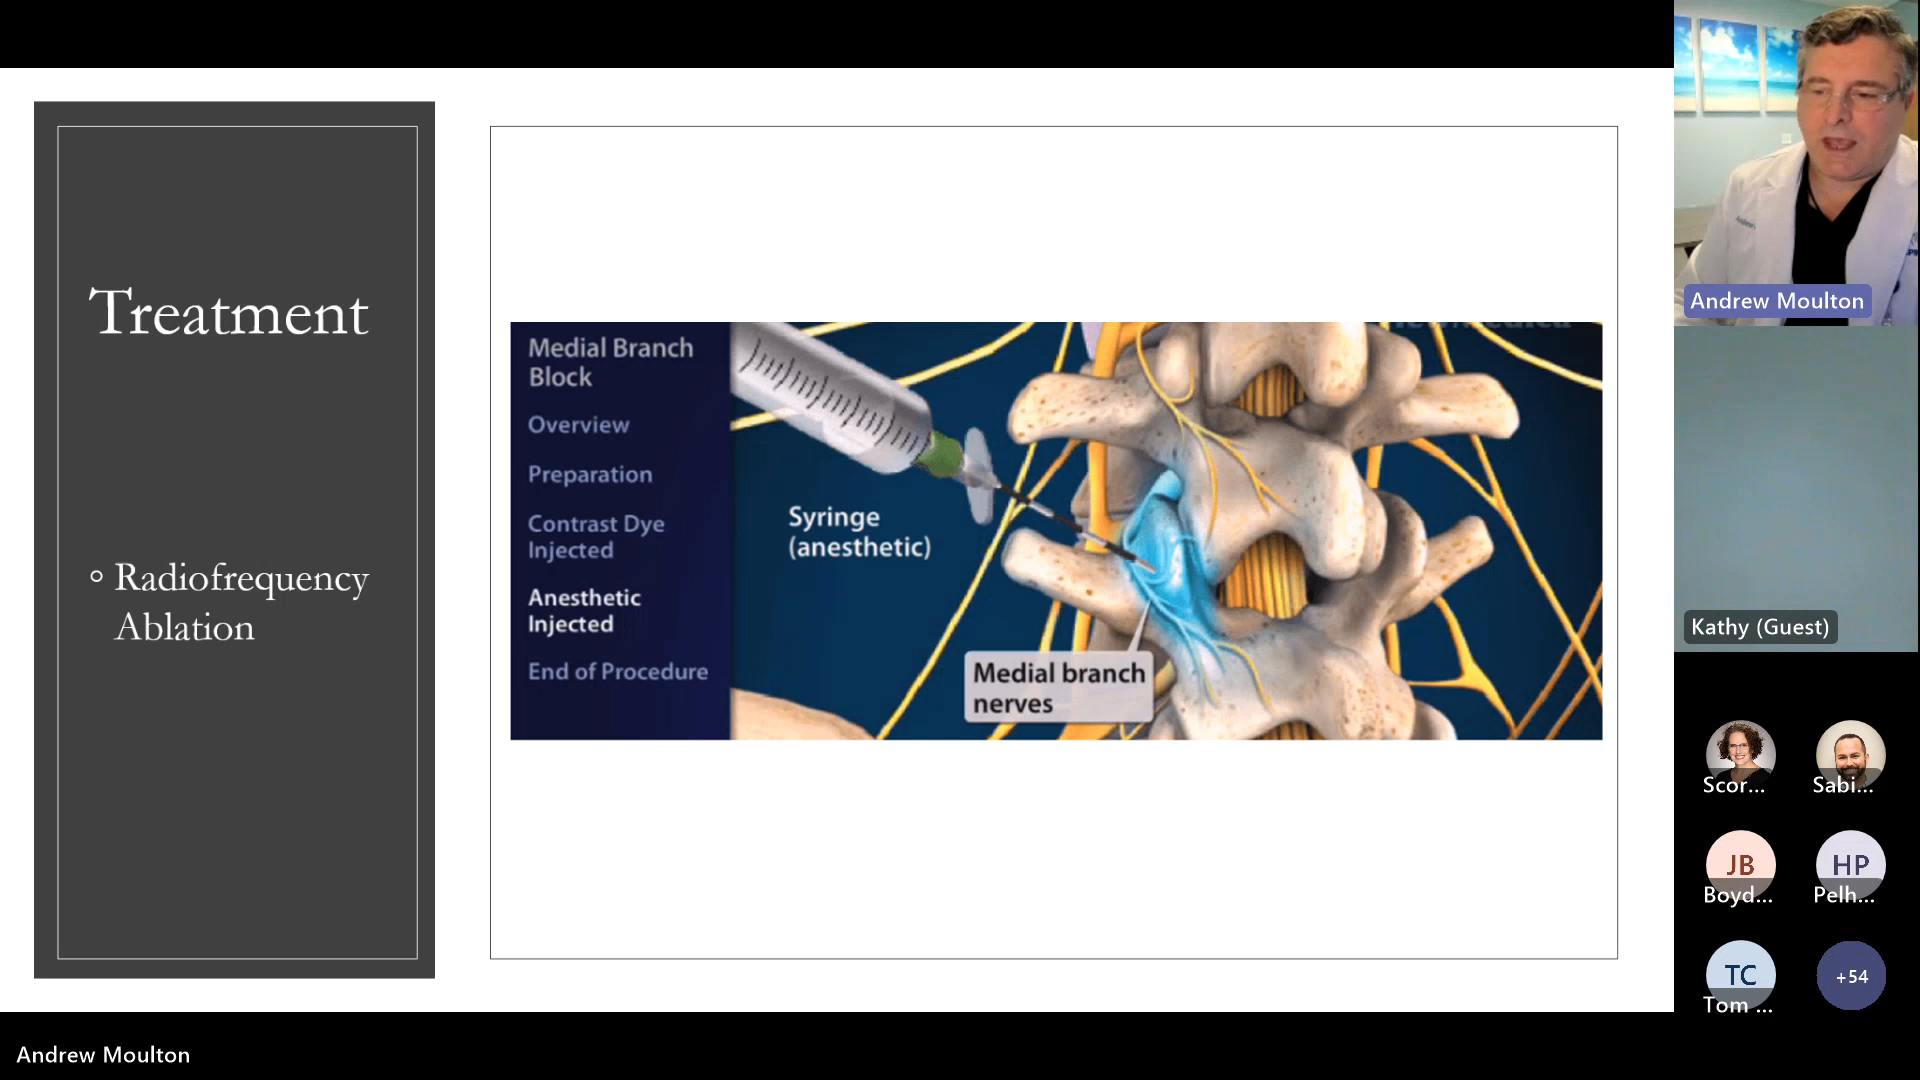 Treatment
Radiofrequency
Ablation
Medial Branch
Block
Overview
Preparation
Contrast Dye
Injected
Anesthetic
Injected
End of Procedure
Syringe
(anesthetic)
Medial branch
nerves
Andrew Moulton
Kathy (Guest)
Scor...
Sabi...
JB
HP
Boyd...
Pelh...
TC
+54
Tom ...
Andrew Moulton